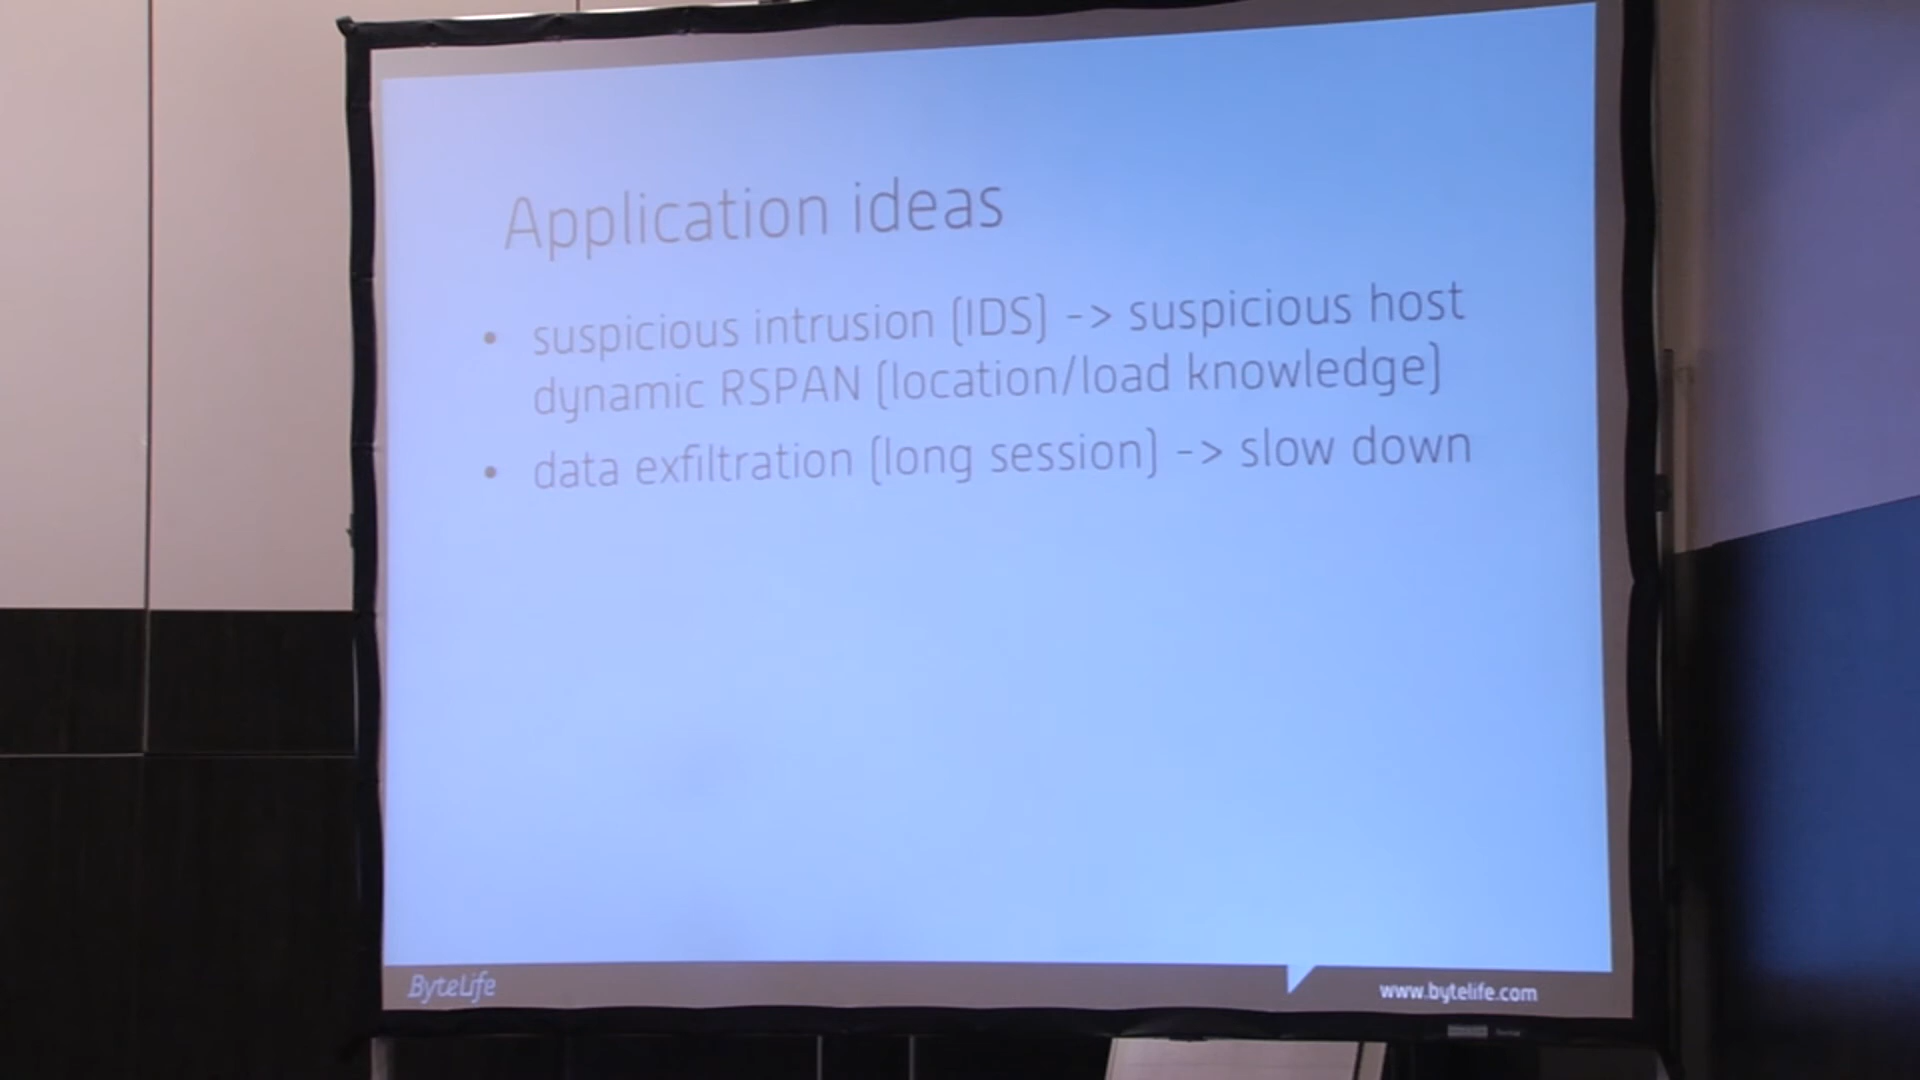 Application ideas
• suspicious intrusion (IDS) -> suspicious host
dynamic RSPAN (location/load knowledge)
• data exfiltration (long session) -> slow down
ByteLife
www.bytelife.com